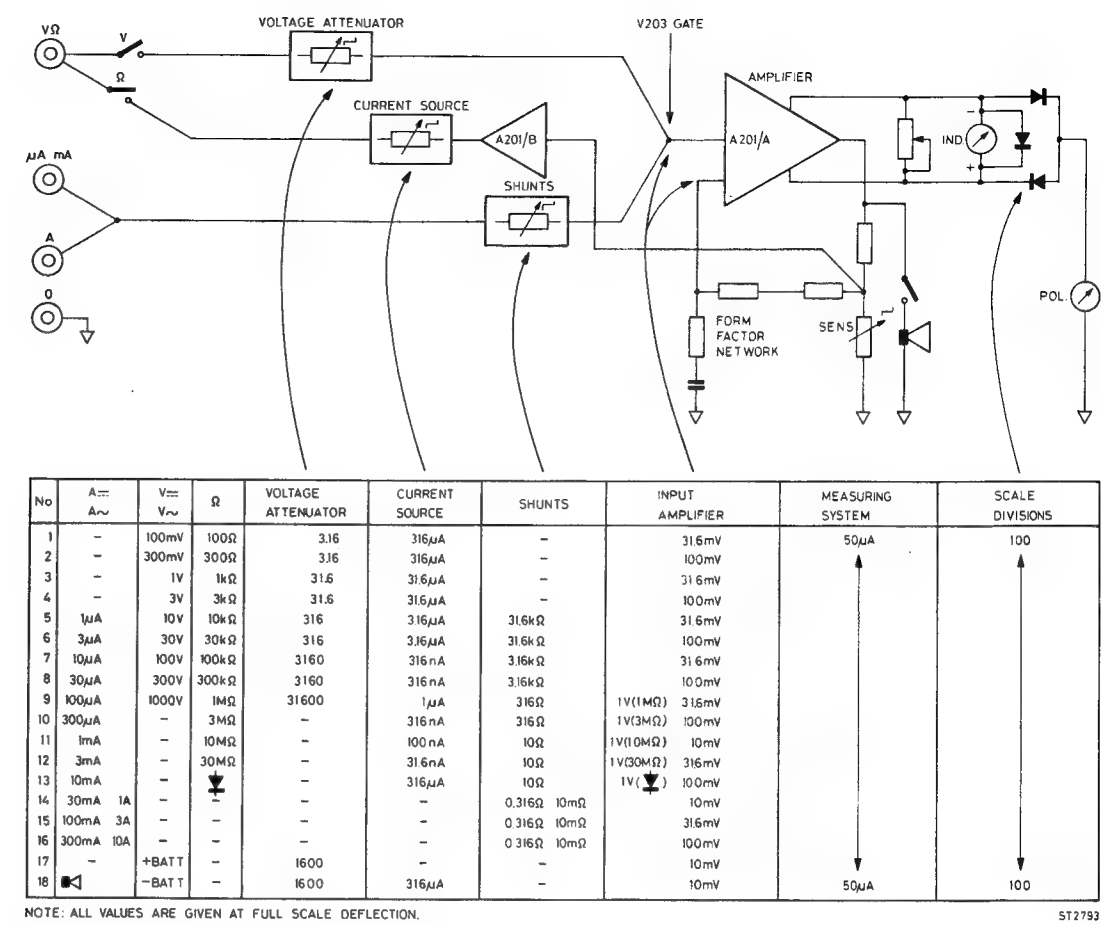 V203 GATE
VOLTAGE ATTENUATOR
VΩ
V
Ω
AMPLIFIER
CURRENT SOURCE
A201/B
A201/A
IND.
-
+
µA mA
SHUNTS
A
0
POL.
FORM
FACTOR
NETWORK
SENS
No A⎓ A~ V⎓ V~ Ω VOLTAGE ATTENUATOR CURRENT SOURCE SHUNTS INPUT AMPLIFIER MEASURING SYSTEM SCALE DIVISIONS
1 - 100mV 100Ω 3.16 316µA - 31.6mV 50µA 100
2 - 300mV 300Ω 3.16 316µA - 100mV
3 - 1V 1kΩ 31.6 31.6µA - 31.6mV
4 - 3V 3kΩ 31.6 31.6µA - 100mV
5 1µA 10V 10kΩ 316 3.16µA 31.6kΩ 31.6mV
6 3µA 30V 30kΩ 316 3.16µA 31.6kΩ 100mV
7 10µA 100V 100kΩ 3160 316nA 3.16kΩ 31.6mV
8 30µA 300V 300kΩ 3160 316nA 3.16kΩ 100mV
9 100µA 1000V 1MΩ 31600 1µA 316Ω 1V(1MΩ) 31.6mV
10 300µA - 3MΩ - 316nA 316Ω 1V(3MΩ) 100mV
11 1mA - 10MΩ - 100nA 10Ω 1V(10MΩ) 10mV
12 3mA - 30MΩ - 31.6nA 10Ω 1V(30MΩ) 31.6mV
13 10mA - - 316µA 10Ω 1V( ) 100mV
14 30mA 1A - - - - 0.316Ω 10mΩ 10mV
15 100mA 3A - - - - 0.316Ω 10mΩ 31.6mV
16 300mA 10A - - - - 0.316Ω 10mΩ 100mV
17 - +BATT - 1600 - - 10mV
18 -BATT - 1600 316µA - 10mV 50µA 100
NOTE: ALL VALUES ARE GIVEN AT FULL SCALE DEFLECTION.
ST2793